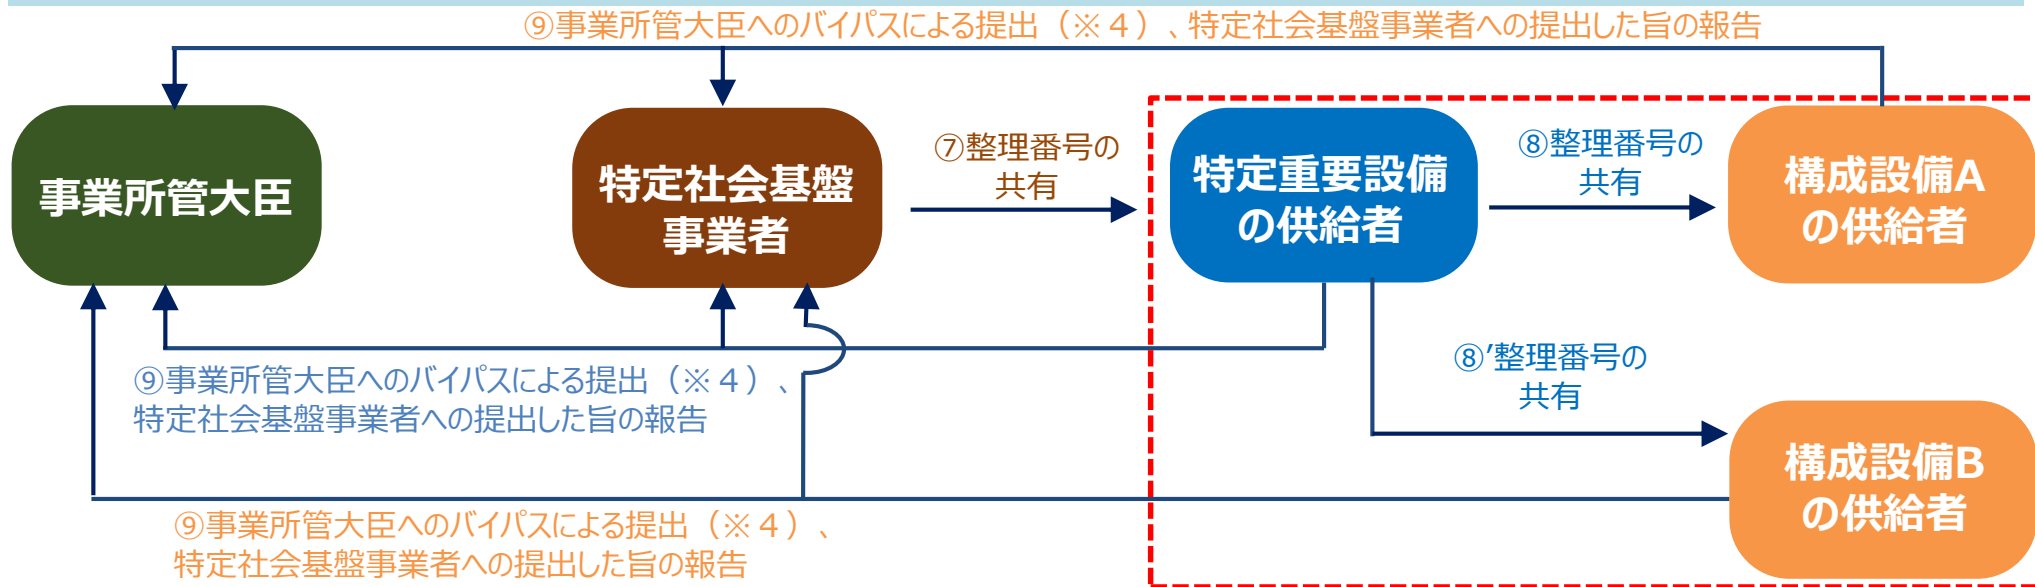 ⑨事業所管大臣へのバイパスによる提出（※４）、特定社会基盤事業者への提出した旨の報告
事業所管大臣
特定社会基盤
事業者
⑦整理番号の
共有
特定重要設備
の供給者
⑧整理番号の
共有
構成設備A
の供給者
⑨事業所管大臣へのバイパスによる提出（※４）、
特定社会基盤事業者への提出した旨の報告
⑧’整理番号の
共有
構成設備B
の供給者
⑨事業所管大臣へのバイパスによる提出（※４）、
特定社会基盤事業者への提出した旨の報告